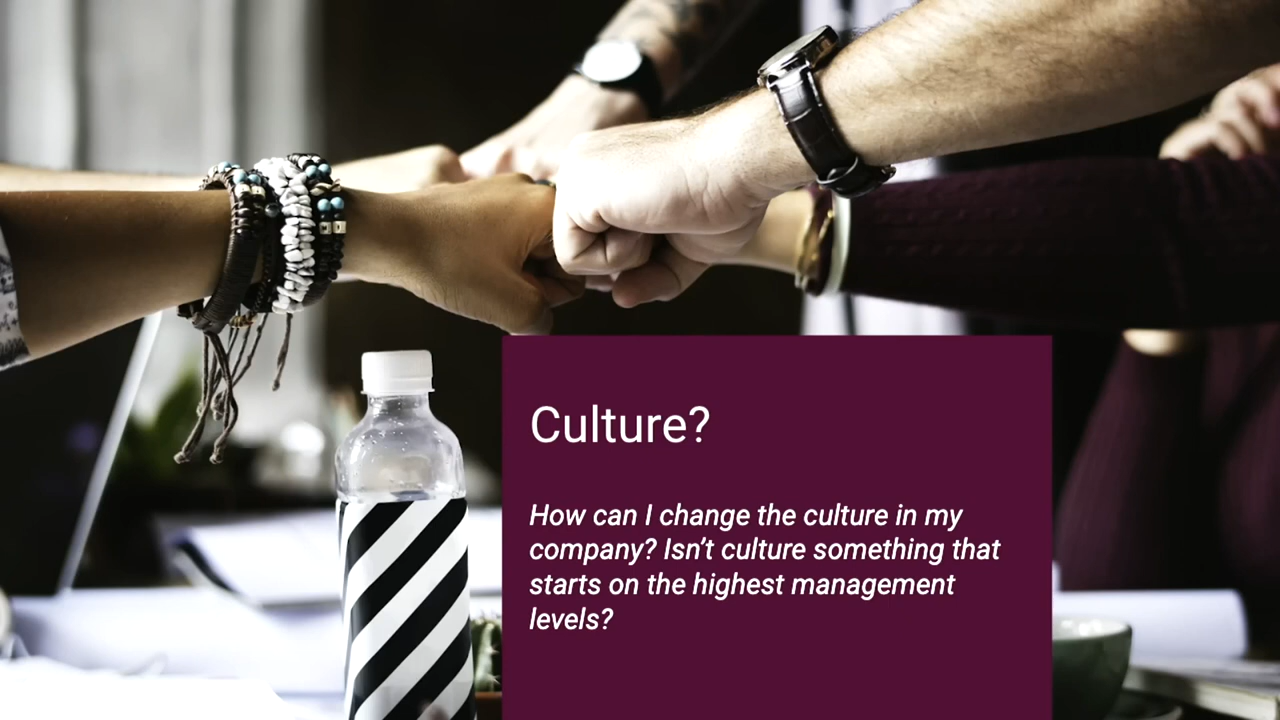 Culture?
How can I change the culture in my
company? Isn’t culture something that
starts on the highest management
levels?